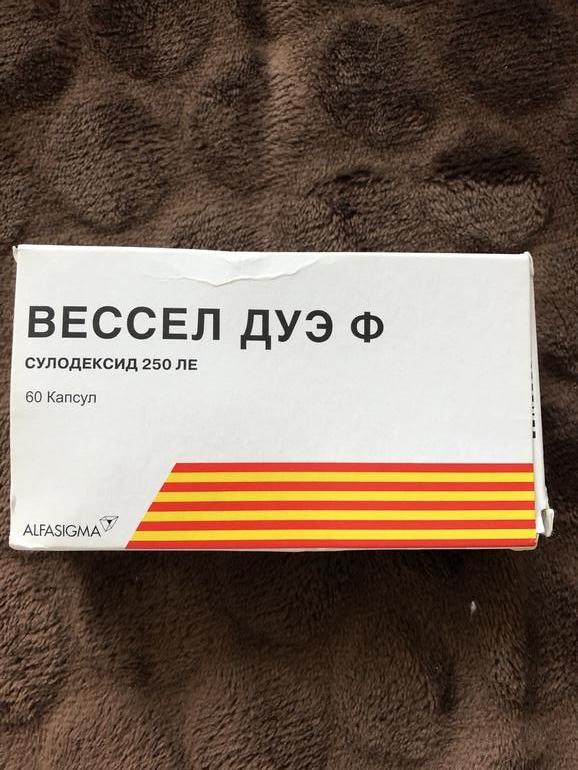 ВЕССЕЛ ДУЭ Ф
СУЛОДЕКСИД 250 ЛЕ
60 Капсул
ALFASIGMA